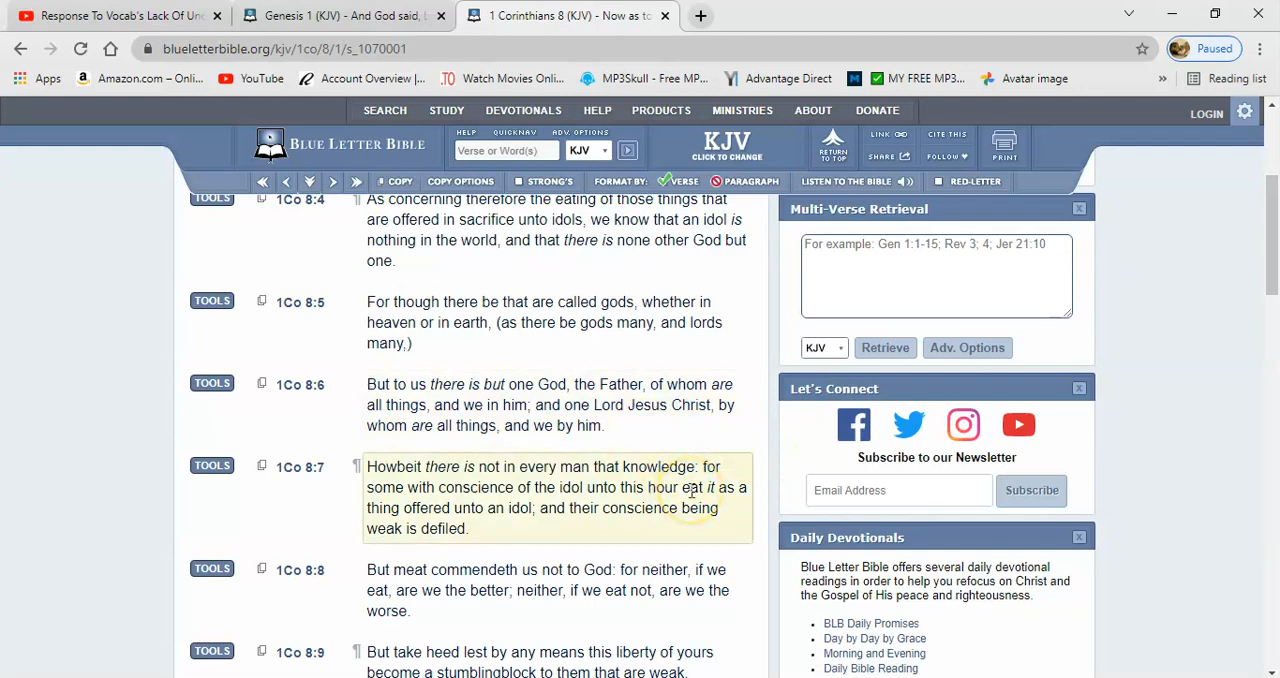 Response To Vocab's Lack Of Un
Genesis 1 (KJV) - And God said, L
1 Corinthians 8 (KJV) - Now as to
blueletterbible.org/kjv/1co/8/1/s_1070001
Paused
Apps
Amazon.com – Onli...
YouTube
Account Overview |...
Watch Movies Onli...
MP3Skull - Free MP...
Advantage Direct
MY FREE MP3...
Avatar image
»
Reading list
SEARCH STUDY DEVOTIONALS HELP PRODUCTS MINISTRIES ABOUT DONATE
LOGIN
BLUE LETTER BIBLE
HELP QUICKNAV ADV. OPTIONS
Verse or Word(s)
KJV
KJV
CLICK TO CHANGE
RETURN
TO TOP
LINK
CITE THIS
SHARE
FOLLOW
PRINT
COPY COPY OPTIONS STRONG'S FORMAT BY: VERSE PARAGRAPH LISTEN TO THE BIBLE RED-LETTER
TOOLS 1Co 8:4 ¶ As concerning therefore the eating of those things that
are offered in sacrifice unto idols, we know that an idol is
nothing in the world, and that there is none other God but
one.
TOOLS 1Co 8:5 For though there be that are called gods, whether in
heaven or in earth, (as there be gods many, and lords
many,)
TOOLS 1Co 8:6 But to us there is but one God, the Father, of whom are
all things, and we in him; and one Lord Jesus Christ, by
whom are all things, and we by him.
TOOLS 1Co 8:7 ¶ Howbeit there is not in every man that knowledge: for
some with conscience of the idol unto this hour eat it as a
thing offered unto an idol; and their conscience being
weak is defiled.
TOOLS 1Co 8:8 But meat commendeth us not to God: for neither, if we
eat, are we the better; neither, if we eat not, are we the
worse.
TOOLS 1Co 8:9 ¶ But take heed lest by any means this liberty of yours
become a stumblingblock to them that are weak.
Multi-Verse Retrieval
For example: Gen 1:1-15; Rev 3; 4; Jer 21:10
KJV Retrieve Adv. Options
Let's Connect
Subscribe to our Newsletter
Email Address Subscribe
Daily Devotionals
Blue Letter Bible offers several daily devotional
readings in order to help you refocus on Christ and
the Gospel of His peace and righteousness.
BLB Daily Promises
Day by Day by Grace
Morning and Evening
Daily Bible Reading